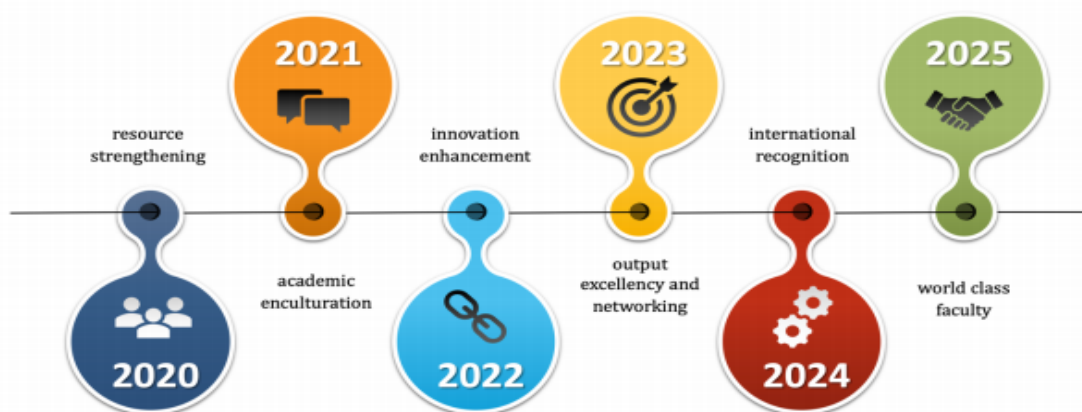 2020
resource
strengthening
2021
academic
enculturation
2022
innovation
enhancement
2023
output
excellency and
networking
2024
international
recognition
2025
world class
faculty